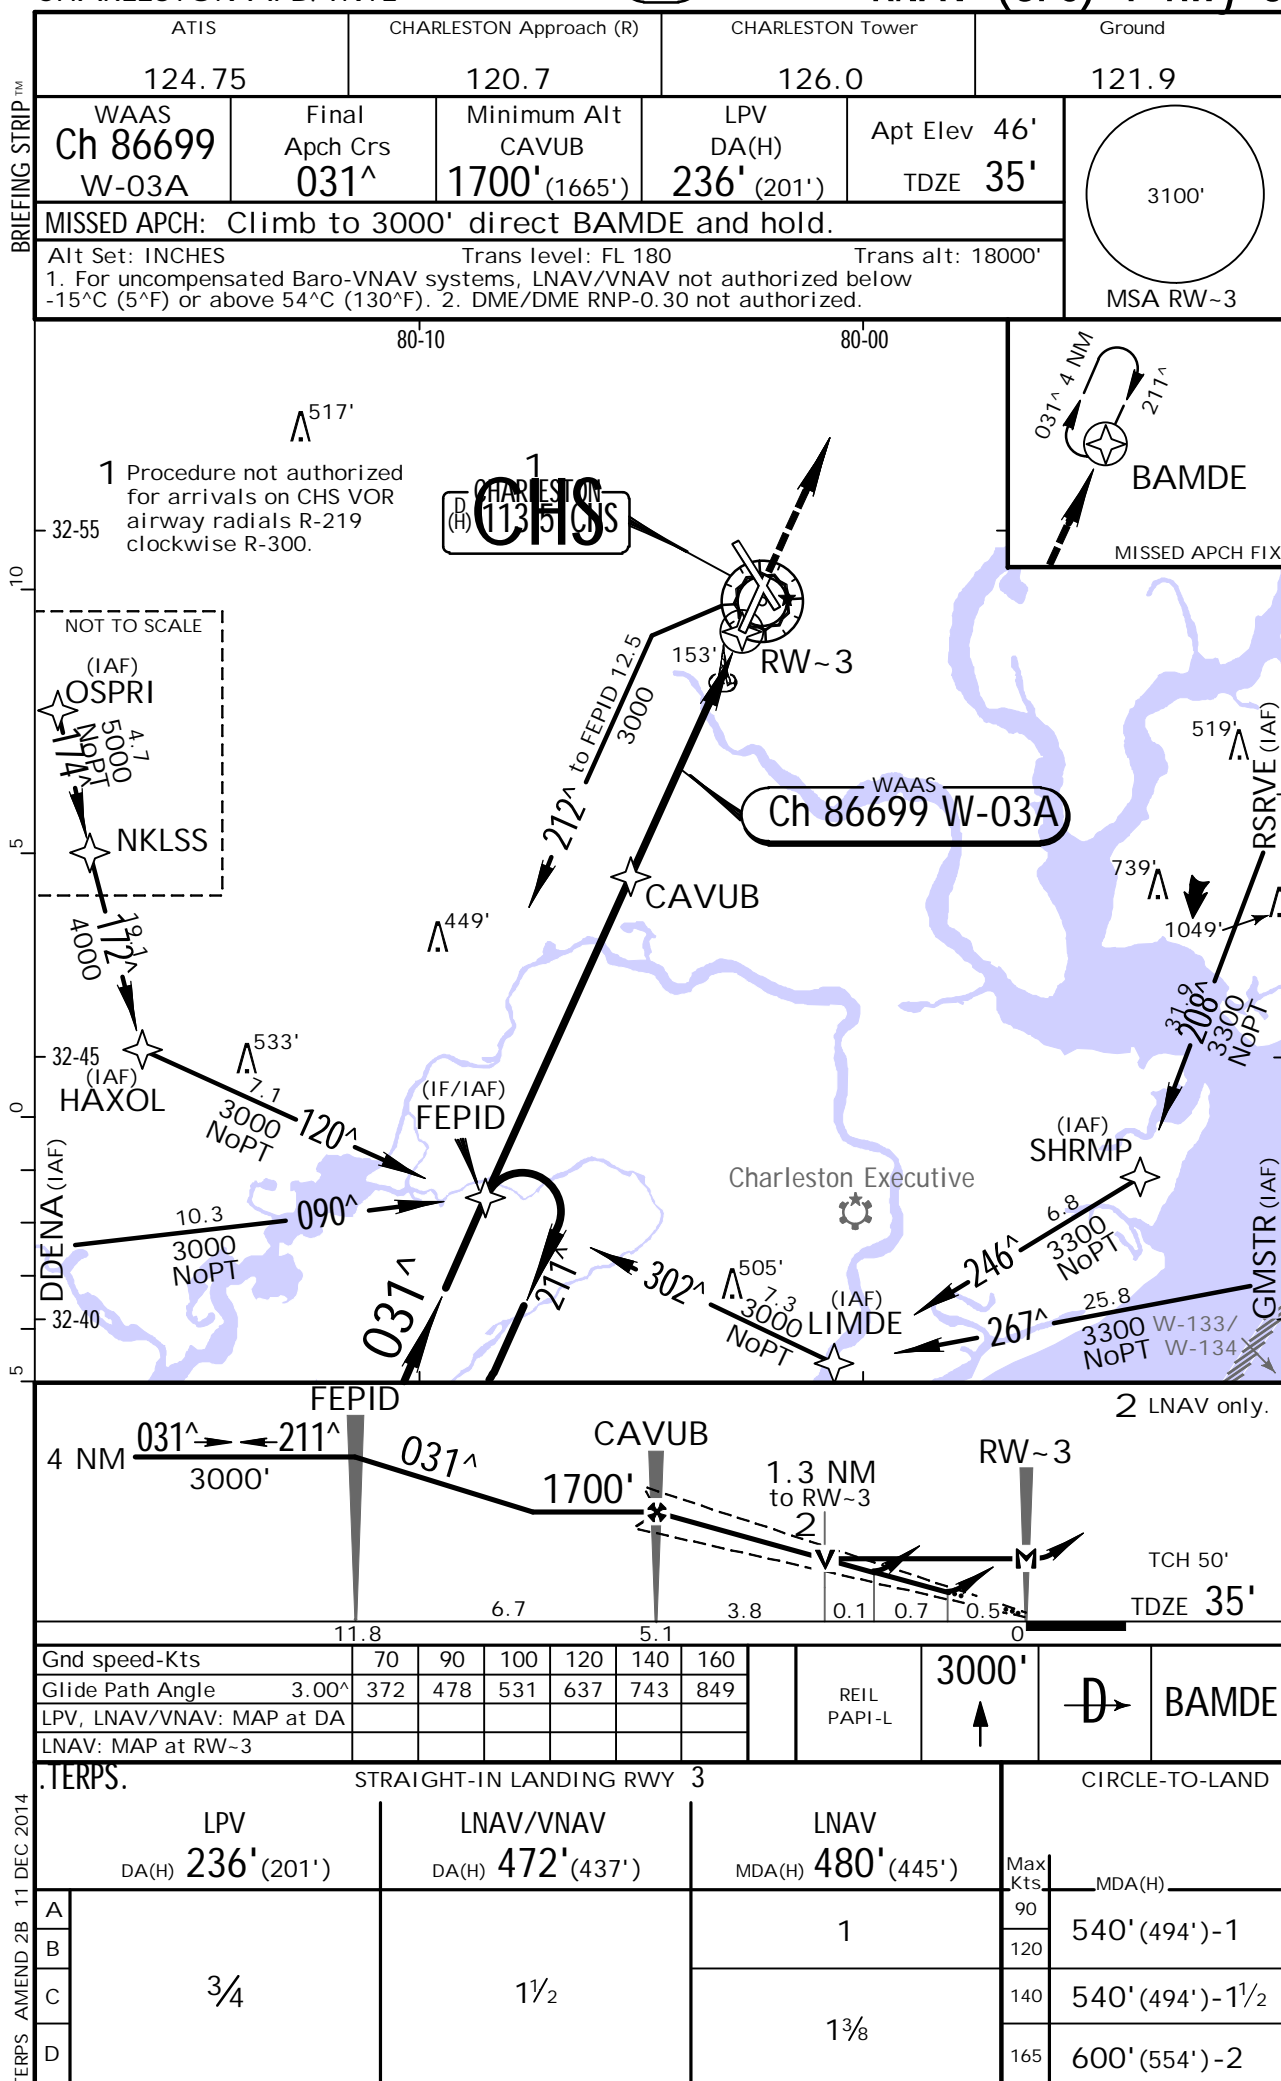 ATIS
124.75
CHARLESTON Approach (R)
120.7
CHARLESTON Tower
126.0
Ground
121.9
BRIEFING STRIP TM
WAAS
Ch 86699
W-03A
Final
Apch Crs
031^
Minimum Alt
CAVUB
1700' (1665')
LPV
DA(H)
236' (201')
Apt Elev 46'
TDZE 35'
3100'
MSA RW~3
MISSED APCH: Climb to 3000' direct BAMDE and hold.
Alt Set: INCHES Trans level: FL 180 Trans alt: 18000'
1. For uncompensated Baro-VNAV systems, LNAV/VNAV not authorized below
-15^C (5^F) or above 54^C (130^F). 2. DME/DME RNP-0.30 not authorized.
80-10
80-00
031^ 4 NM
211^
BAMDE
MISSED APCH FIX
517'
1 Procedure not authorized
for arrivals on CHS VOR
airway radials R-219
clockwise R-300.
1
CHARLESTON
D
(H) 113.5 CHS
CHS
32-55
10
NOT TO SCALE
(IAF)
OSPRI
4.7
5000
NoPT
174^
NKLSS
5
19.1
172^
4000
153'
RW~3
212^ to FEPID 12.5
3000
WAAS
Ch 86699 W-03A
CAVUB
449'
519'
RSRVE (IAF)
739'
1049'
31.9
208^
3300
NoPT
32-45
(IAF)
HAXOL
533'
7.1
3000
NoPT
120^
(IF/IAF)
FEPID
0
DDENA (IAF)
10.3
090^
3000
NoPT
Charleston Executive
(IAF)
SHRMP
6.8
246^
3300
NoPT
GMSTR (IAF)
031^
211^
302^
505'
7.3
3000
NoPT
(IAF)
LIMDE
267^
25.8
3300
NoPT
W-133/
W-134
32-40
5
FEPID
2 LNAV only.
4 NM
031^
211^
3000'
031^
CAVUB
1700'
1.3 NM
to RW~3
2
RW~3
V
M
TCH 50'
TDZE 35'
6.7
3.8
0.1
0.7
0.5
11.8
5.1
0
Gnd speed-Kts 70 90 100 120 140 160
Glide Path Angle 3.00^ 372 478 531 637 743 849
LPV, LNAV/VNAV: MAP at DA
LNAV: MAP at RW~3
REIL
PAPI-L
3000'
D
BAMDE
.TERPS.
STRAIGHT-IN LANDING RWY 3
CIRCLE-TO-LAND
LPV
DA(H) 236' (201')
LNAV/VNAV
DA(H) 472' (437')
LNAV
MDA(H) 480' (445')
Max
Kts
MDA(H)
A
B
C
D
3/4
1 1/2
1
1 3/8
90
120
540' (494')-1
140
540' (494')-1 1/2
165
600' (554')-2
TERPS AMEND 2B 11 DEC 2014